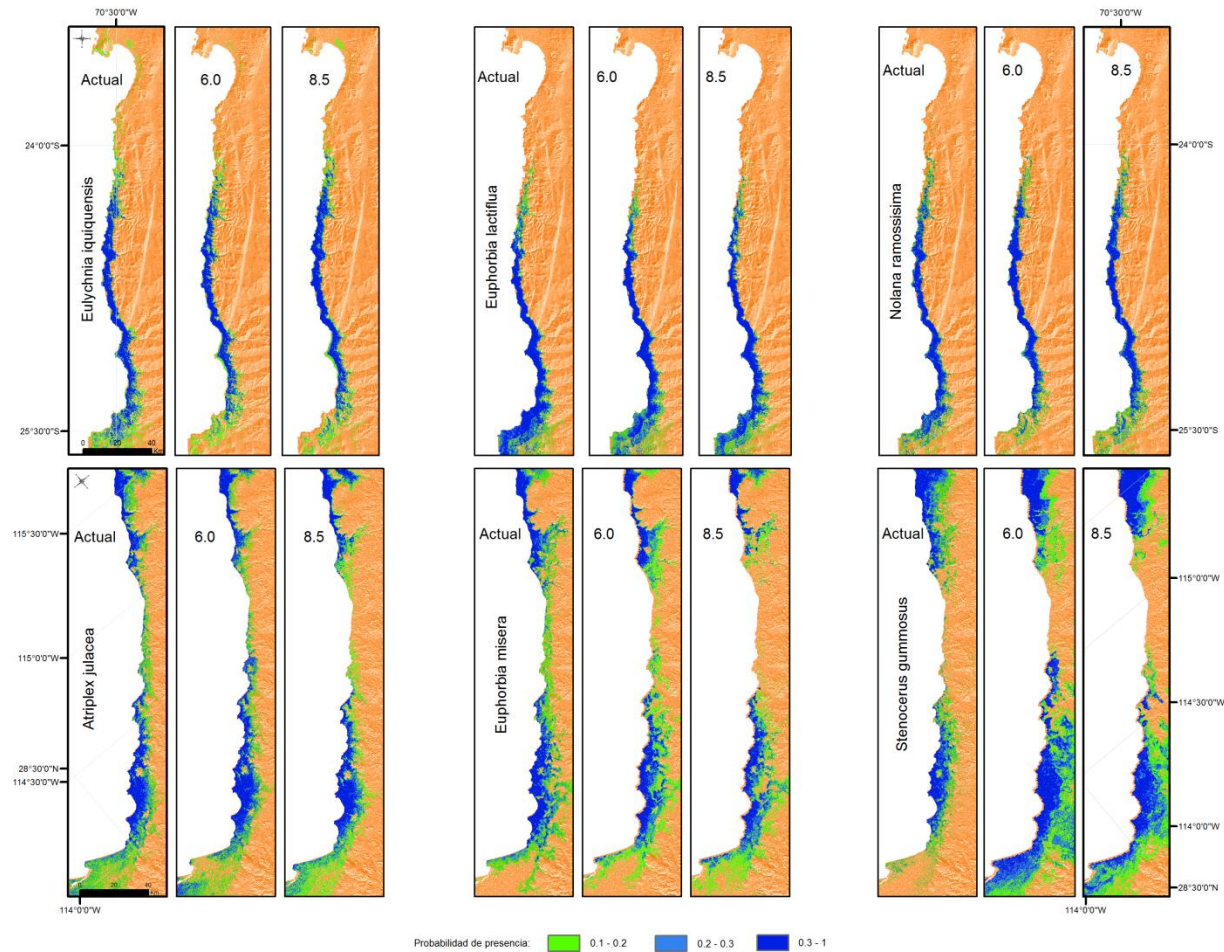 70°30'0"W
70°30'0"W
Actual
6.0
8.5
Actual
6.0
8.5
Actual
6.0
8.5
24°0'0"S
24°0'0"S
Eulychnia iquiquensis
Euphorbia lactiflua
Nolana ramossisima
25°30'0"S
25°30'0"S
0 20 40
Km
Actual
6.0
8.5
Actual
6.0
8.5
Actual
6.0
8.5
115°30'0"W
115°0'0"W
115°0'0"W
Atriplex julacea
Euphorbia misera
Stenocerus gummosus
114°30'0"W
28°30'0"N
114°30'0"W
114°0'0"W
0 20 40
Km
28°30'0"S
114°0'0"W
114°0'0"W
Probabilidad de presencia:
0.1 - 0.2
0.2 - 0.3
0.3 - 1